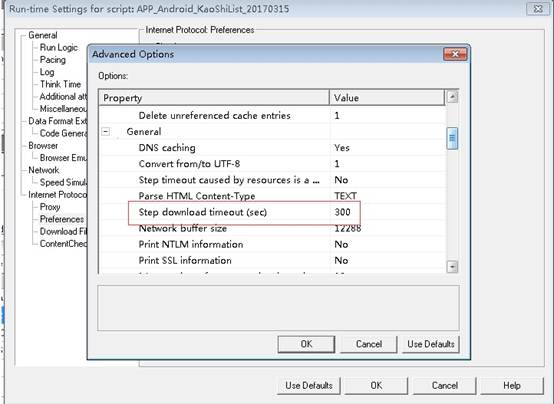 Run-time Settings for script: APP_Android_KaoShiList_20170315
General
Run Logic
Pacing
Log
Think Time
Additional att
Miscellaneou
Data Format Ext
Code Genera
Browser
Browser Emu
Network
Speed Simula
Internet Protoco
Proxy
Preferences
Download Fil
ContentChec
Internet Protocol: Preferences
Advanced Options
Options:
Property Value
Delete unreferenced cache entries 1
General
DNS caching Yes
Convert from/to UTF-8 1
Step timeout caused by resources is a ... No
Parse HTML Content-Type TEXT
Step download timeout (sec) 300
Network buffer size 12288
Print NTLM information No
Print SSL information No
OK Cancel Use Defaults
Use Defaults OK Cancel Help